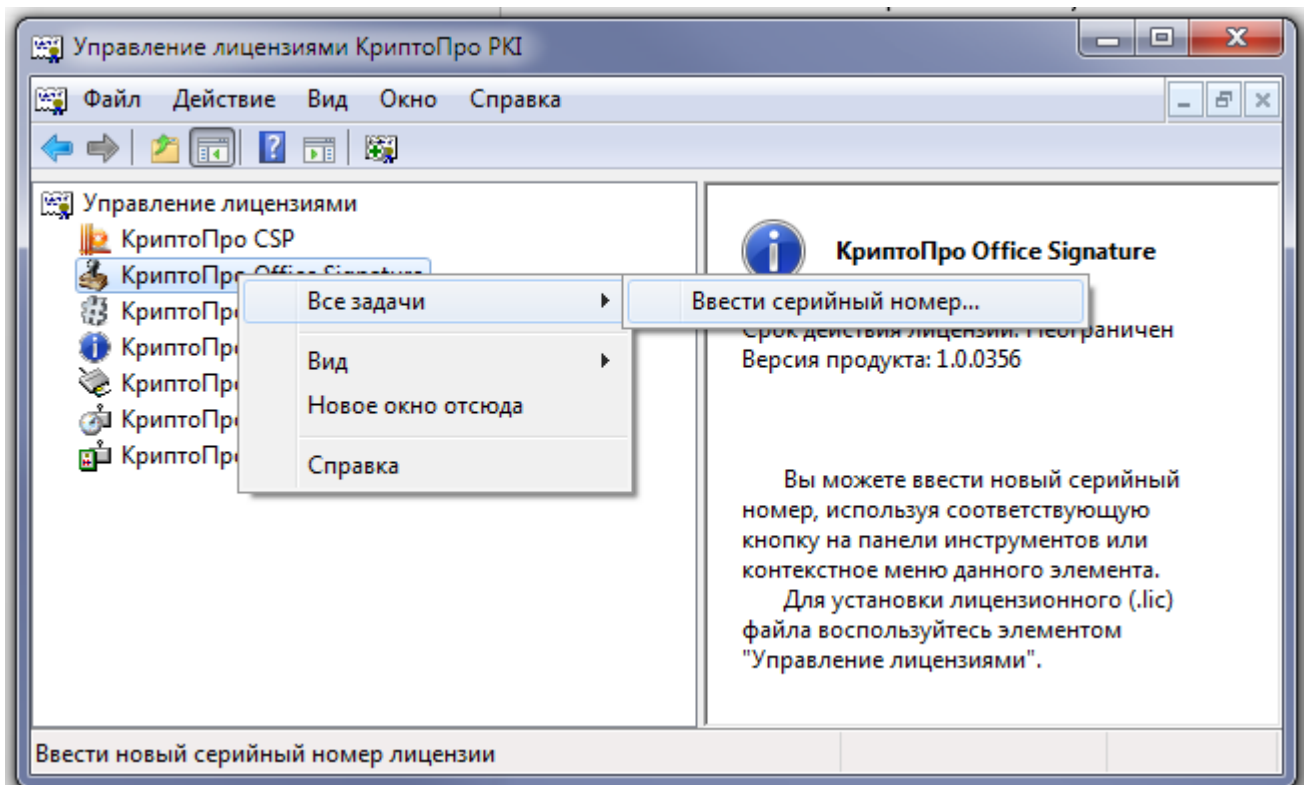 Управление лицензиями КриптоПро PKI
Файл Действие Вид Окно Справка
Управление лицензиями
КриптоПро CSP
КриптоПро Office Signature
КриптоПро
КриптоПро
КриптоПро
КриптоПро
КриптоПро
Все задачи
Вид
Новое окно отсюда
Справка
Ввести серийный номер...
КриптоПро Office Signature
Срок действия лицензии: Неограничен
Версия продукта: 1.0.0356
Вы можете ввести новый серийный
номер, используя соответствующую
кнопку на панели инструментов или
контекстное меню данного элемента.
Для установки лицензионного (.lic)
файла воспользуйтесь элементом
"Управление лицензиями".
Ввести новый серийный номер лицензии